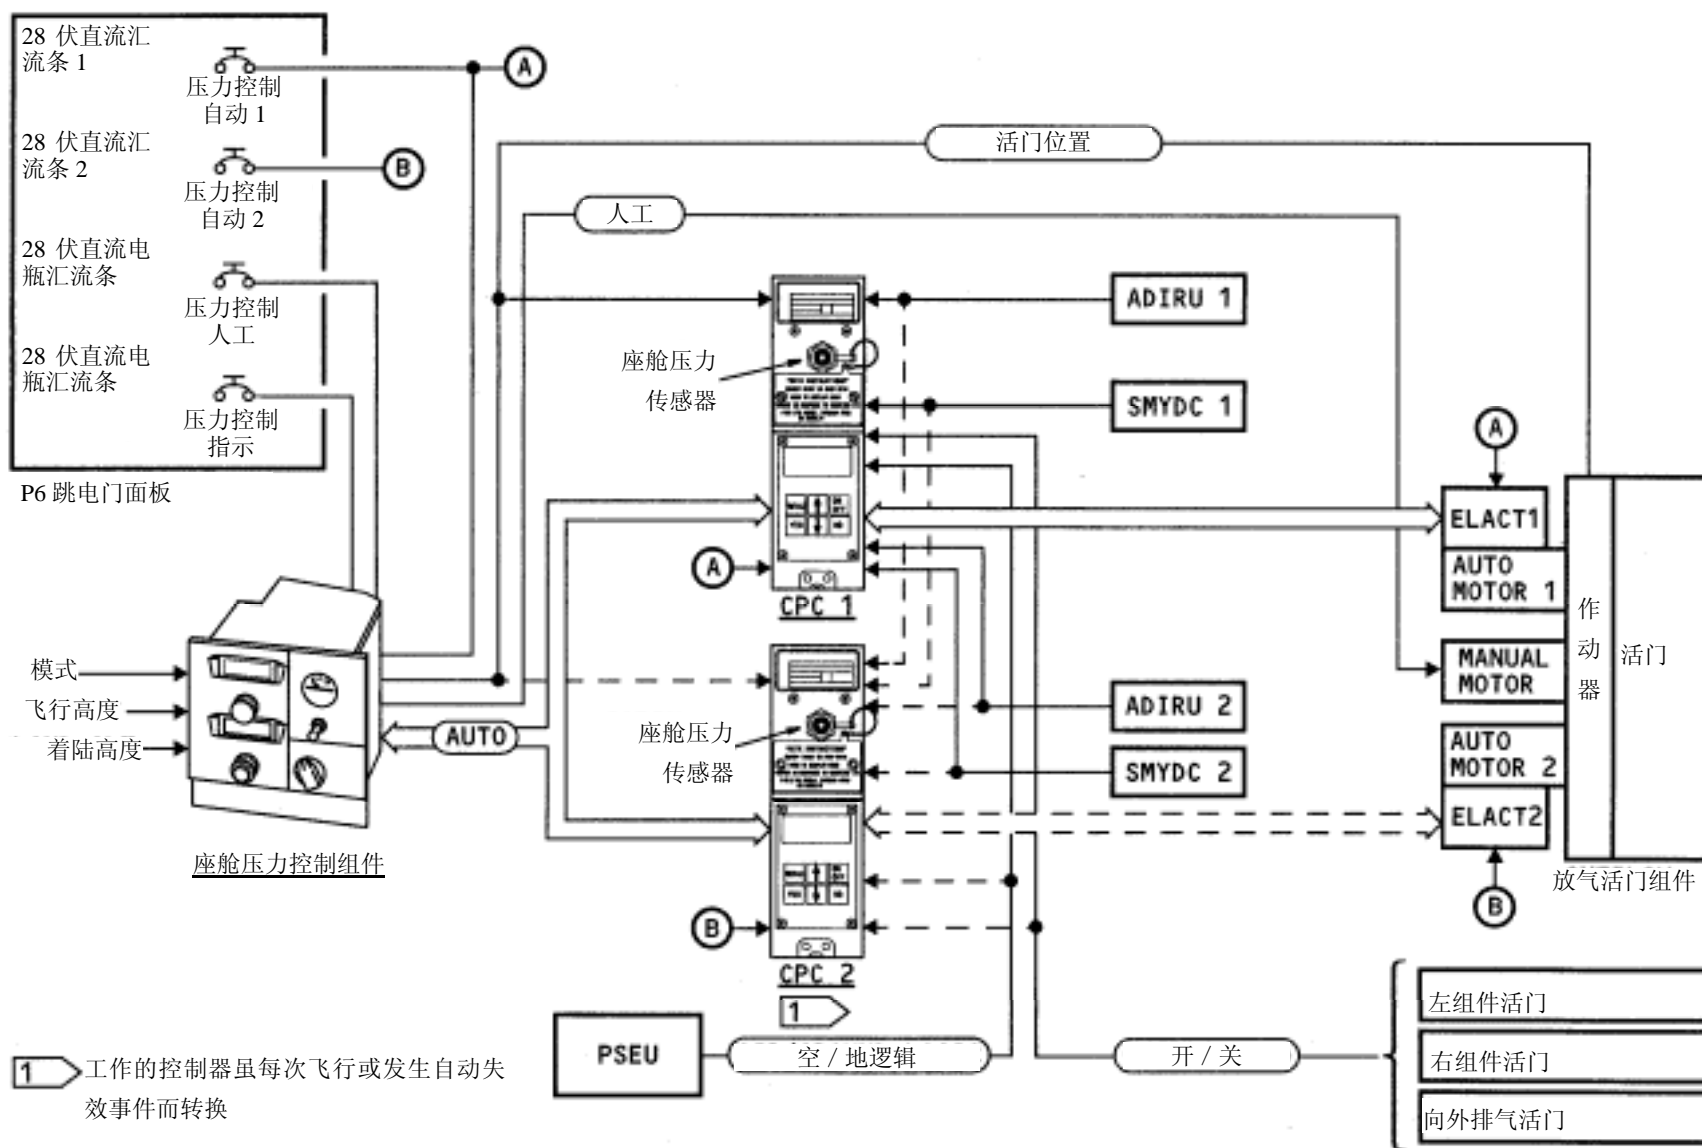 28 伏直流汇
流条 1
压力控制
自动 1
A
28 伏直流汇
流条 2
压力控制
自动 2
B
28 伏直流电
瓶汇流条
压力控制
人工
28 伏直流电
瓶汇流条
压力控制
指示
P6 跳电门面板
活门位置
人工
座舱压力
传感器
ADIRU 1
SMYDC 1
A
CPC 1
A
ELACT1
AUTO
MOTOR 1
MANUAL
MOTOR
AUTO
MOTOR 2
ELACT2
B
作
动
器
活门
放气活门组件
模式
飞行高度
着陆高度
AUTO
座舱压力控制组件
座舱压力
传感器
ADIRU 2
SMYDC 2
B
CPC 2
1
PSEU
空 / 地逻辑
开 / 关
左组件活门
右组件活门
向外排气活门
1 工作的控制器虽每次飞行或发生自动失
效事件而转换